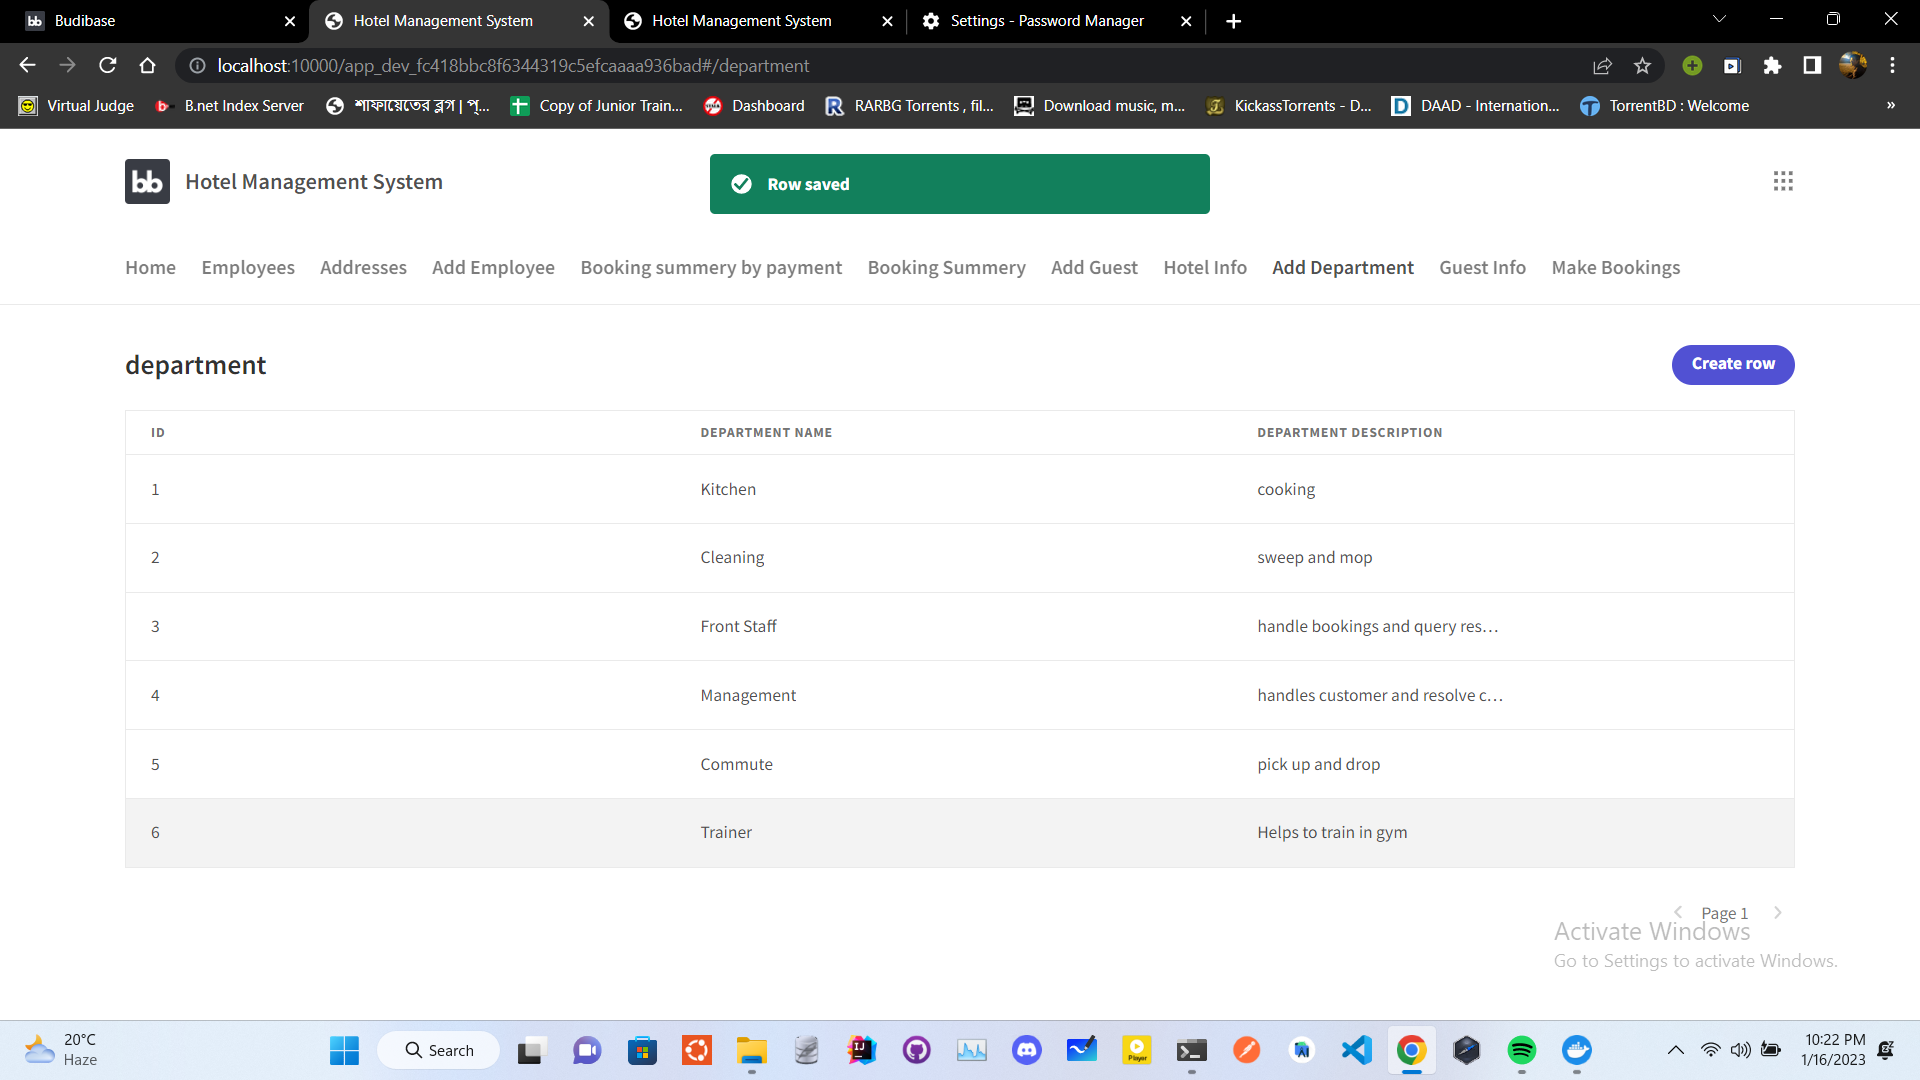 Budibase
Hotel Management System
Hotel Management System
Settings - Password Manager
localhost:10000/app_dev_fc418bbc8f6344319c5efcaaaa936bad#/department
Virtual Judge
B.net Index Server
শাফায়েতের ব্লগ | প্...
Copy of Junior Train...
Dashboard
RARBG Torrents , fil...
Download music, m...
KickassTorrents - D...
DAAD - Internation...
TorrentBD : Welcome
»
bb
Hotel Management System
Row saved
Home
Employees
Addresses
Add Employee
Booking summery by payment
Booking Summery
Add Guest
Hotel Info
Add Department
Guest Info
Make Bookings
department
Create row
ID DEPARTMENT NAME DEPARTMENT DESCRIPTION
1 Kitchen cooking
2 Cleaning sweep and mop
3 Front Staff handle bookings and query res...
4 Management handles customer and resolve c...
5 Commute pick up and drop
6 Trainer Helps to train in gym
Page 1
Activate Windows
Go to Settings to activate Windows.
20°C
Haze
Search
Player
10:22 PM
1/16/2023